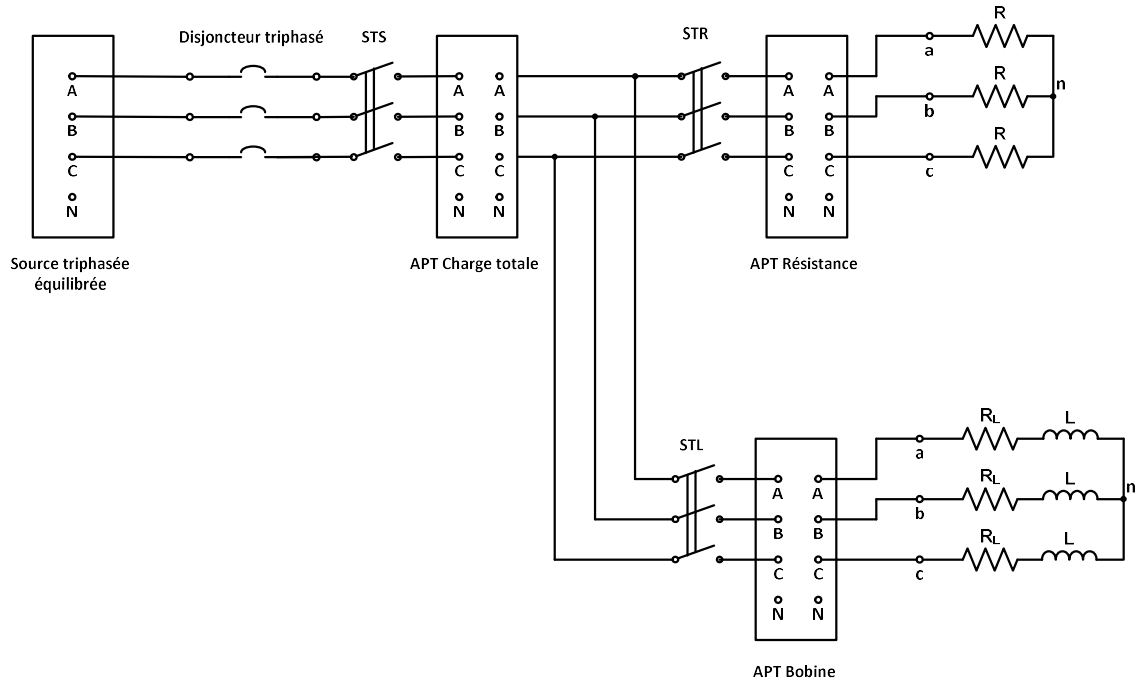 Disjoncteur triphasé
STS
STR
A
B
C
N
Source triphasée
équilibrée
A A
B B
C C
N N
APT Charge totale
A A
B B
C C
N N
APT Résistance
a
b
c
R
R
R
n
STL
A A
B B
C C
N N
APT Bobine
a
b
c
RL L
RL L
RL L
n